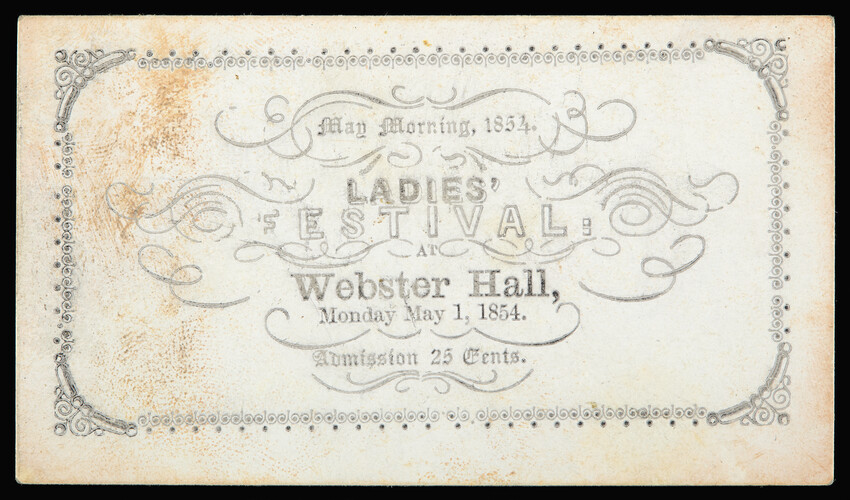 May Morning, 1854.
LADIES'
FESTIVAL:
AT
Webster Hall,
Monday May 1, 1854.
Admission 25 Cents.